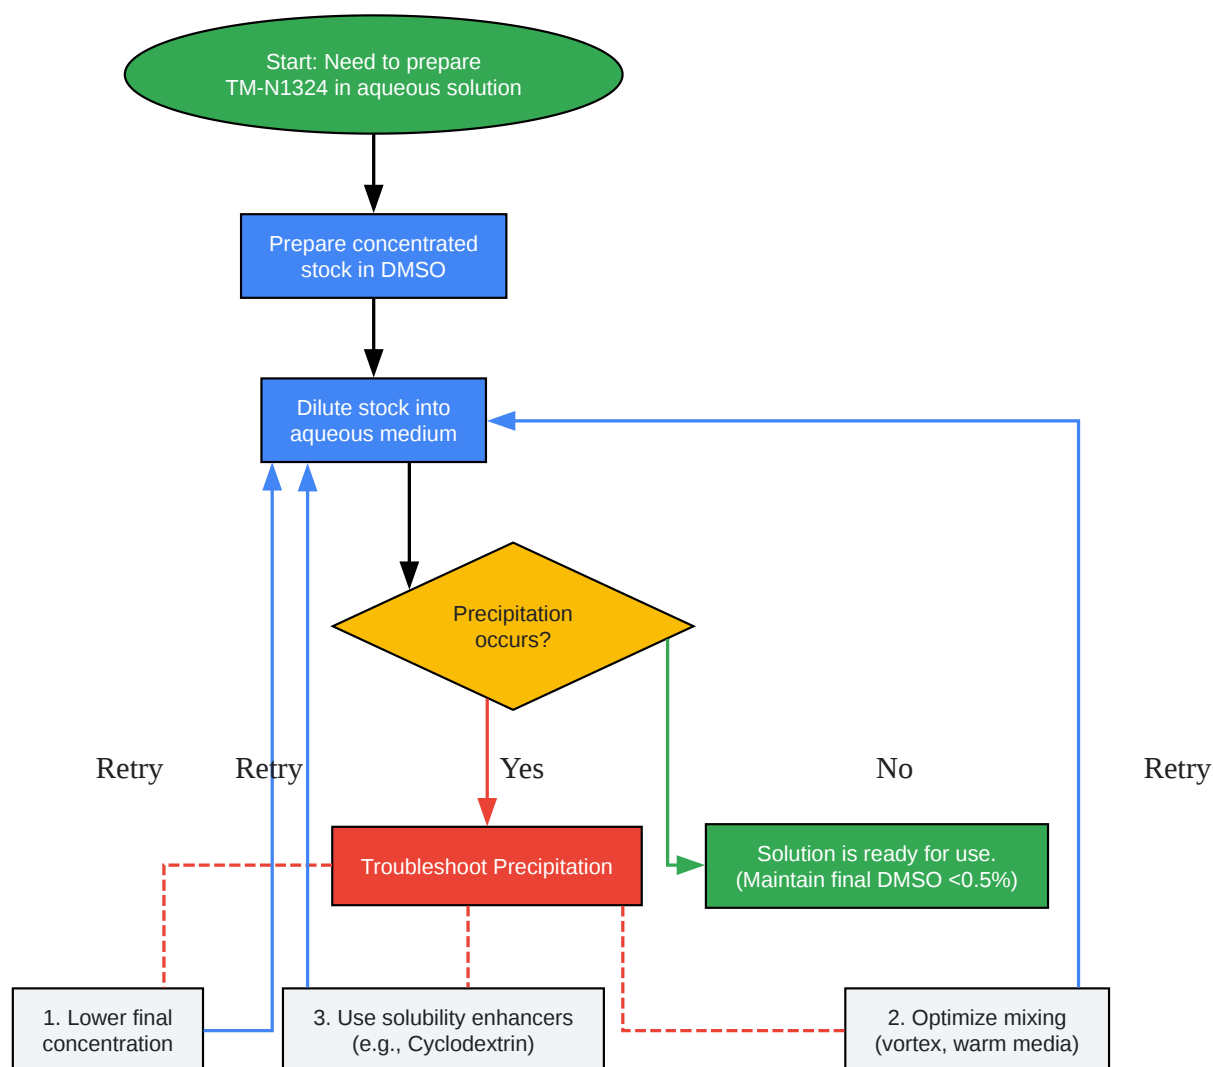 Start: Need to prepare
TM-N1324 in aqueous solution
Prepare concentrated
stock in DMSO
Dilute stock into
aqueous medium
Precipitation
occurs?
Retry
Retry
Yes
No
Retry
Troubleshoot Precipitation
Solution is ready for use.
(Maintain final DMSO <0.5%)
1. Lower final
concentration
3. Use solubility enhancers
(e.g., Cyclodextrin)
2. Optimize mixing
(vortex, warm media)